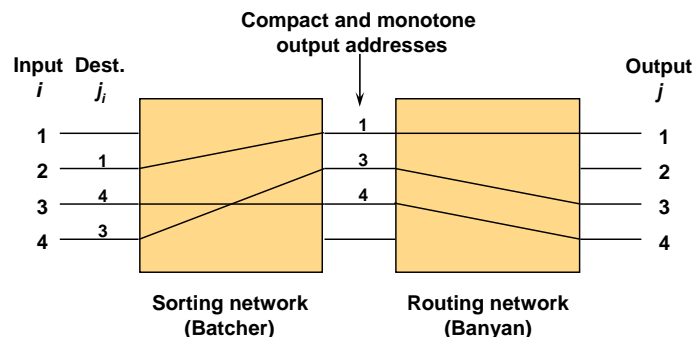 Compact and monotone
output addresses
Input Dest. Output
i j_i j
1 1 1
2 1 3 2
3 4 4 3
4 3 4
Sorting network Routing network
(Batcher) (Banyan)